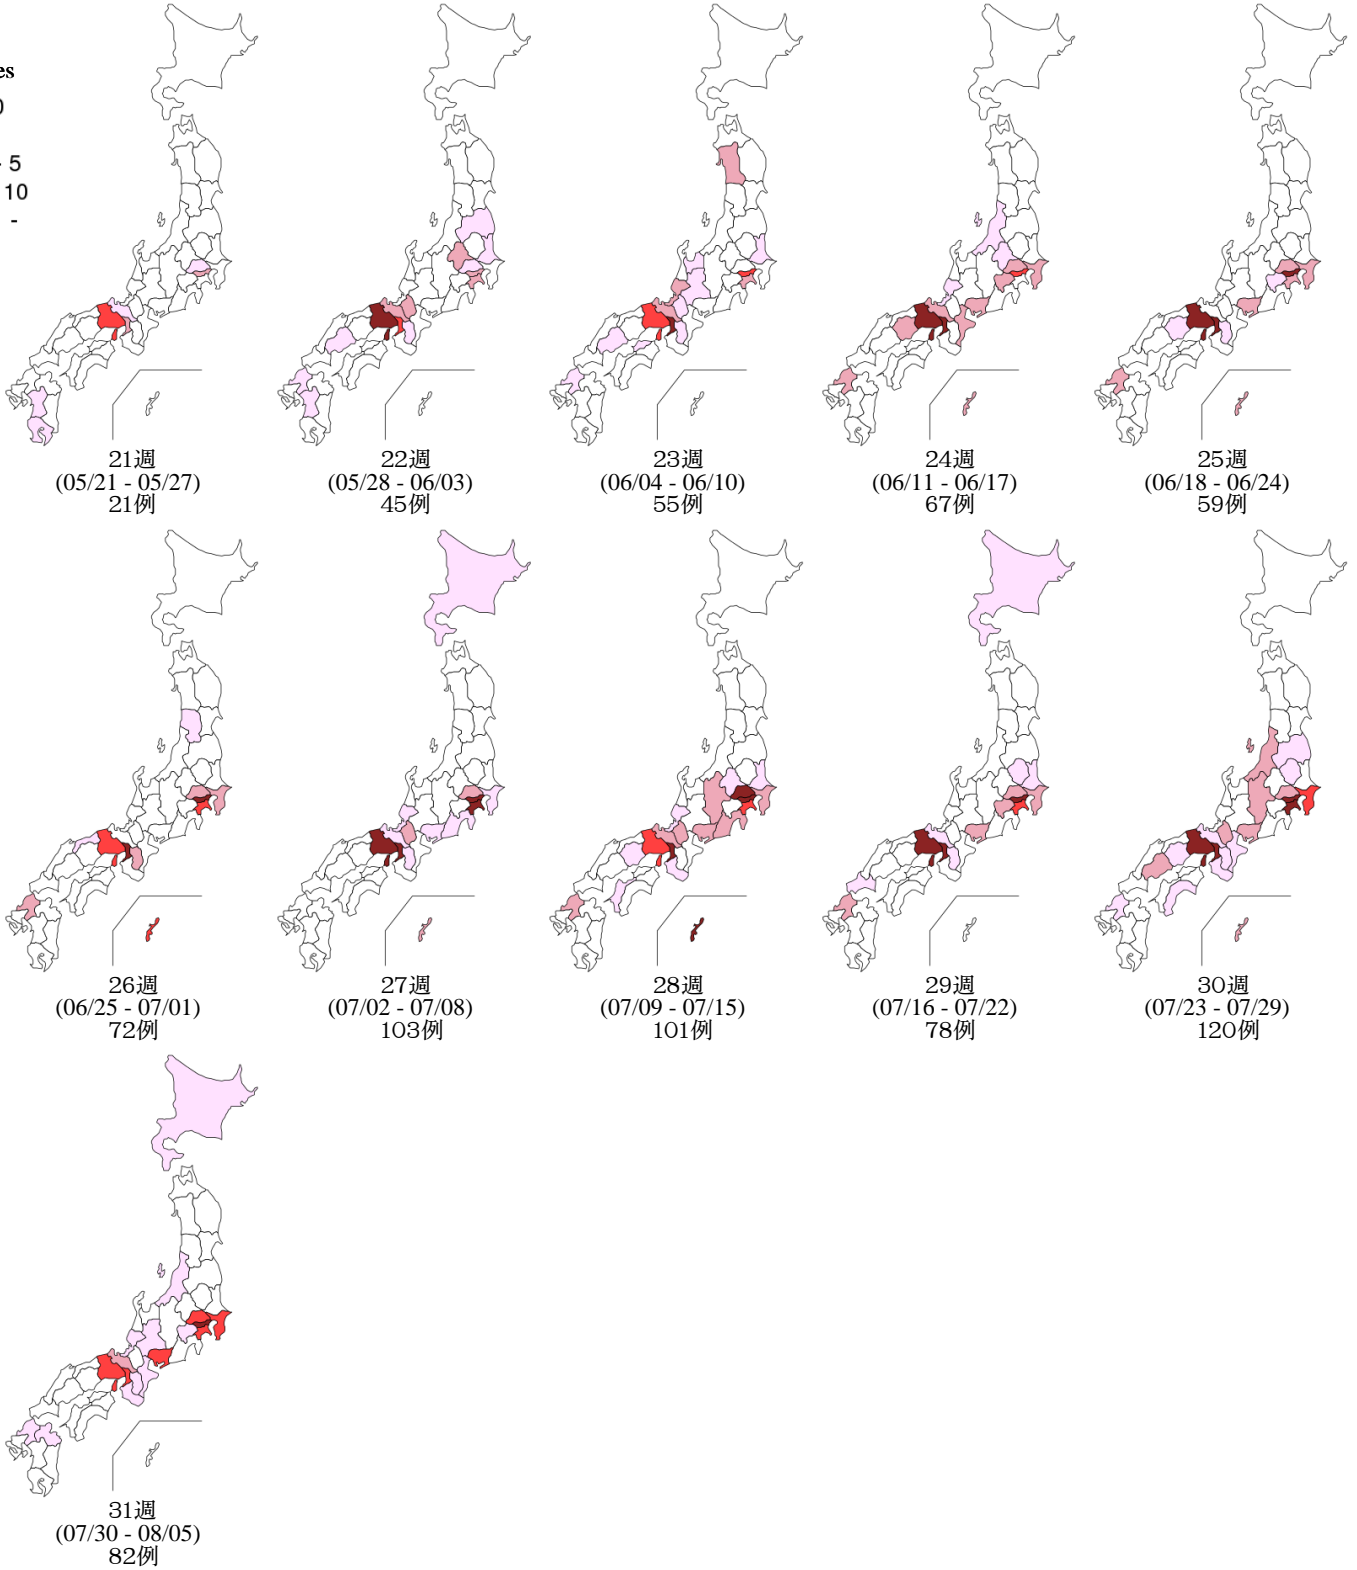 es
0
- 5
10
-
21週
(05/21 - 05/27)
21例
22週
(05/28 - 06/03)
45例
23週
(06/04 - 06/10)
55例
24週
(06/11 - 06/17)
67例
25週
(06/18 - 06/24)
59例
26週
(06/25 - 07/01)
72例
27週
(07/02 - 07/08)
103例
28週
(07/09 - 07/15)
101例
29週
(07/16 - 07/22)
78例
30週
(07/23 - 07/29)
120例
31週
(07/30 - 08/05)
82例